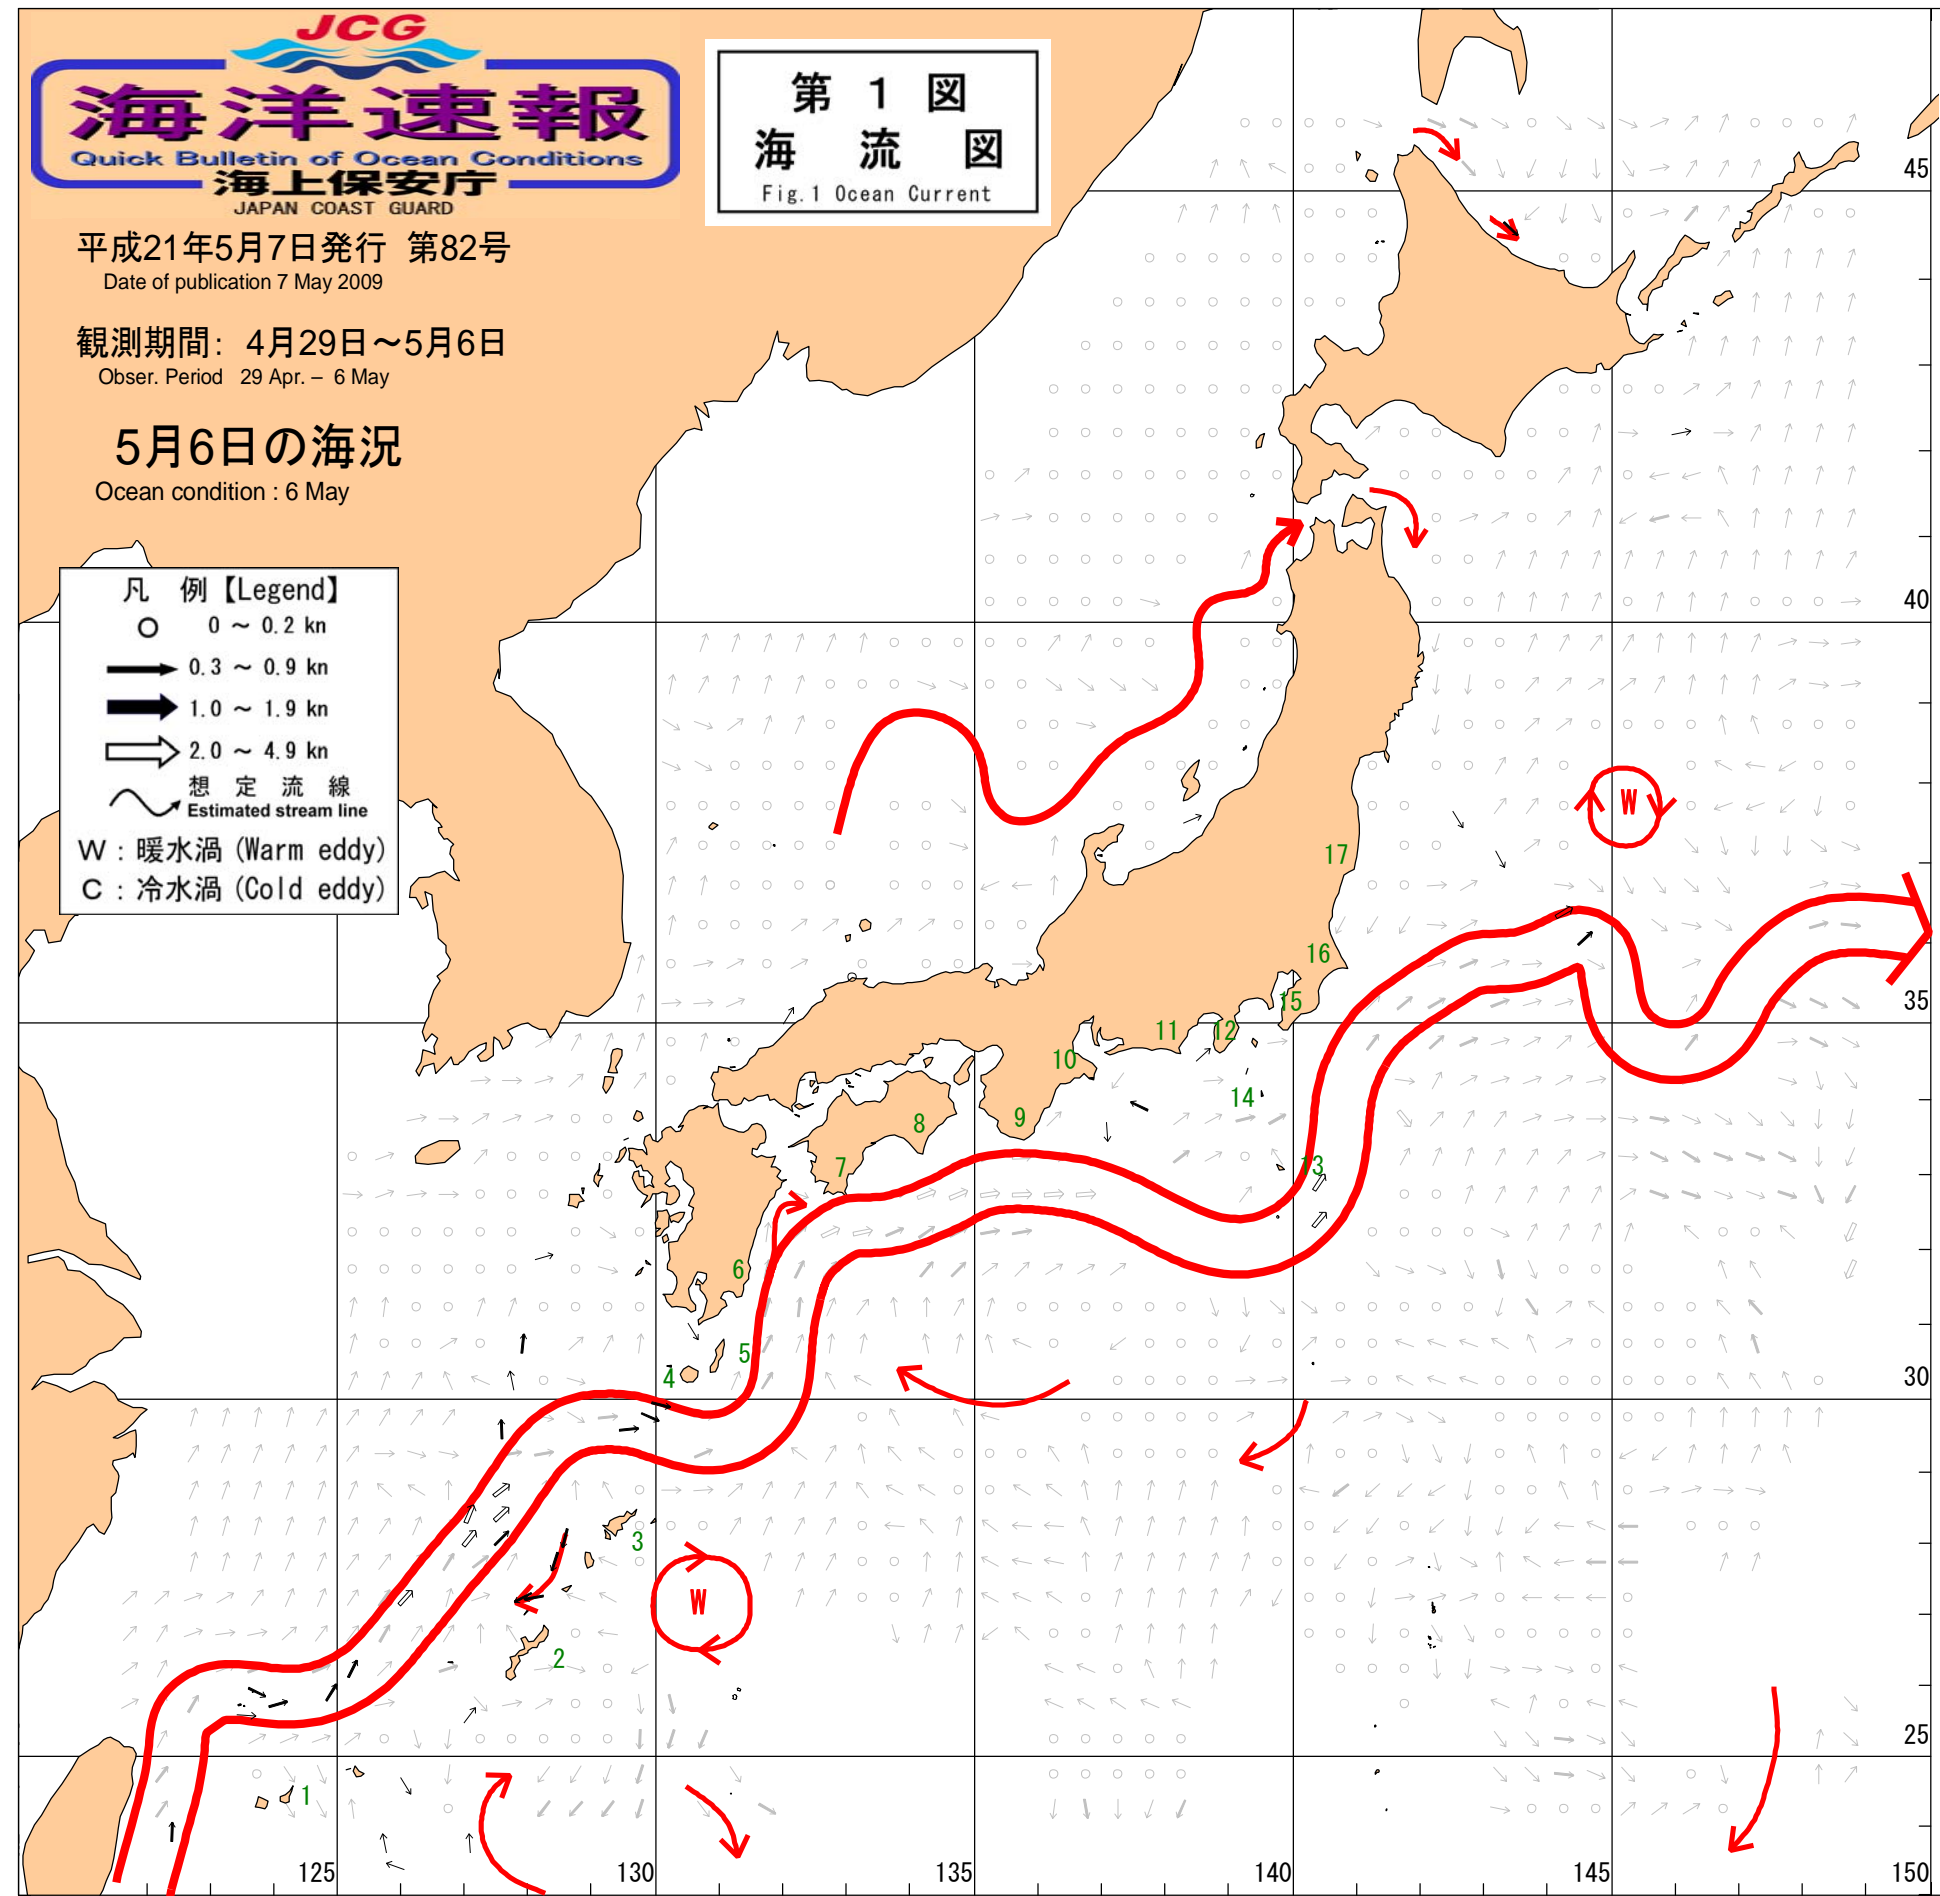 JCG
海洋速報
Quick Bulletin of Ocean Conditions
海上保安庁
JAPAN COAST GUARD
第 1 図
海 流 図
Fig.1 Ocean Current
平成21年5月7日発行 第82号
Date of publication 7 May 2009
観測期間: 4月29日~5月6日
Obser. Period 29 Apr. – 6 May
5月6日の海況
Ocean condition : 6 May
凡 例【Legend】
0 ~ 0.2 kn
0.3 ~ 0.9 kn
1.0 ~ 1.9 kn
2.0 ~ 4.9 kn
想 定 流 線
Estimated stream line
W : 暖水渦 (Warm eddy)
C : 冷水渦 (Cold eddy)
45
40
W
17
16
35
15
11
12
10
14
9
8
7
13
6
5
4
30
3
W
2
25
1
125
130
135
140
145
150